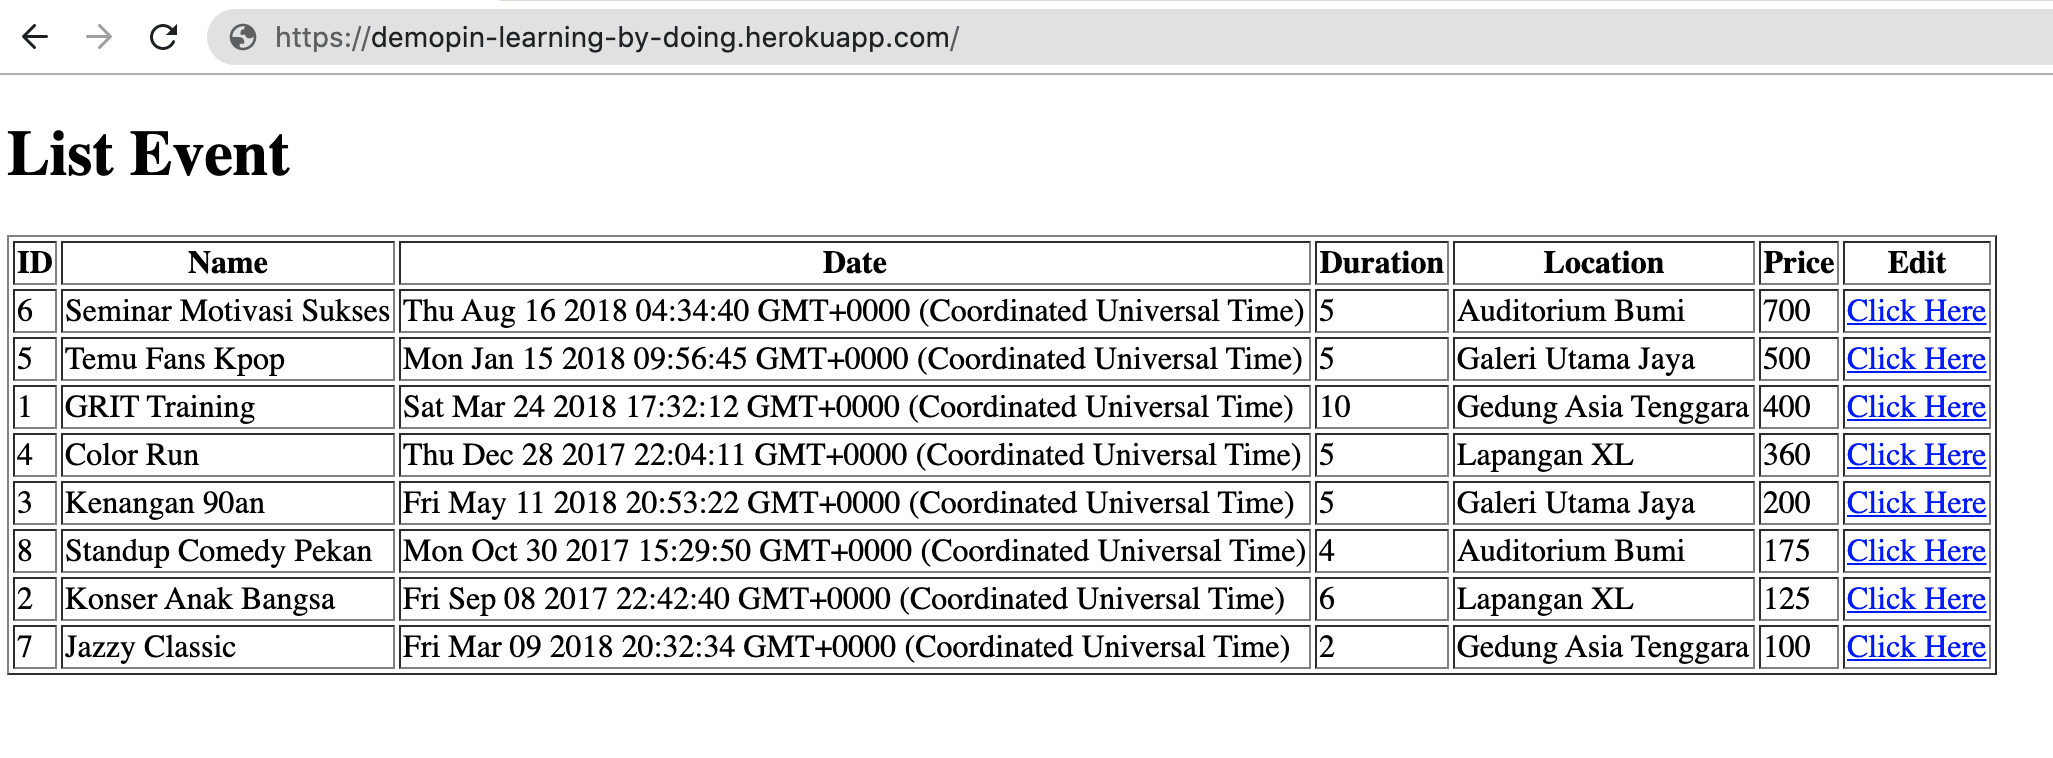 https://demopin-learning-by-doing.herokuapp.com/
List Event
ID Name Date Duration Location Price Edit
6 Seminar Motivasi Sukses Thu Aug 16 2018 04:34:40 GMT+0000 (Coordinated Universal Time) 5 Auditorium Bumi 700 Click Here
5 Temu Fans Kpop Mon Jan 15 2018 09:56:45 GMT+0000 (Coordinated Universal Time) 5 Galeri Utama Jaya 500 Click Here
1 GRIT Training Sat Mar 24 2018 17:32:12 GMT+0000 (Coordinated Universal Time) 10 Gedung Asia Tenggara 400 Click Here
4 Color Run Thu Dec 28 2017 22:04:11 GMT+0000 (Coordinated Universal Time) 5 Lapangan XL 360 Click Here
3 Kenangan 90an Fri May 11 2018 20:53:22 GMT+0000 (Coordinated Universal Time) 5 Galeri Utama Jaya 200 Click Here
8 Standup Comedy Pekan Mon Oct 30 2017 15:29:50 GMT+0000 (Coordinated Universal Time) 4 Auditorium Bumi 175 Click Here
2 Konser Anak Bangsa Fri Sep 08 2017 22:42:40 GMT+0000 (Coordinated Universal Time) 6 Lapangan XL 125 Click Here
7 Jazzy Classic Fri Mar 09 2018 20:32:34 GMT+0000 (Coordinated Universal Time) 2 Gedung Asia Tenggara 100 Click Here